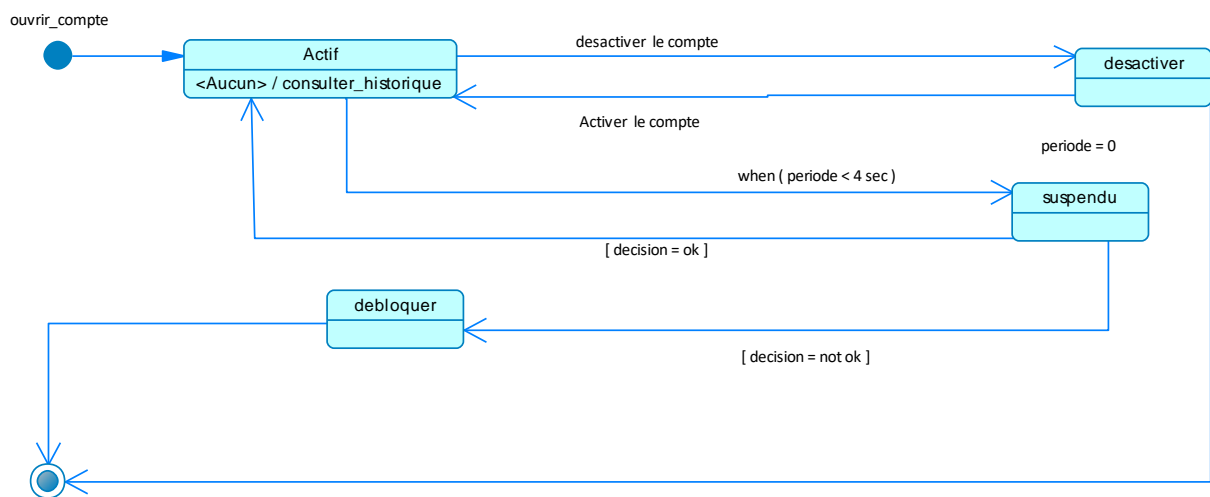 ouvrir_compte
Actif
<Aucun> / consulter_historique
desactiver le compte
desactiver
Activer le compte
periode = 0
when ( periode < 4 sec )
suspendu
[ decision = ok ]
debloquer
[ decision = not ok ]